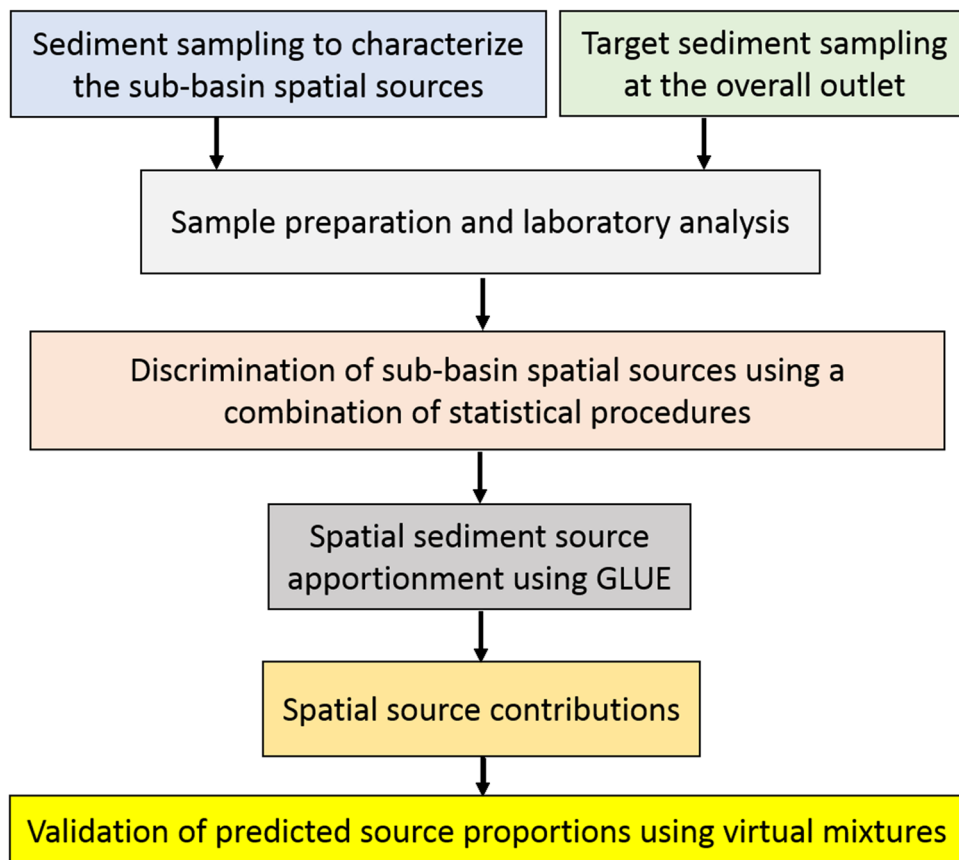 Sediment sampling to characterize
the sub-basin spatial sources
Target sediment sampling
at the overall outlet
Sample preparation and laboratory analysis
Discrimination of sub-basin spatial sources using a
combination of statistical procedures
Spatial sediment source
apportionment using GLUE
Spatial source contributions
Validation of predicted source proportions using virtual mixtures